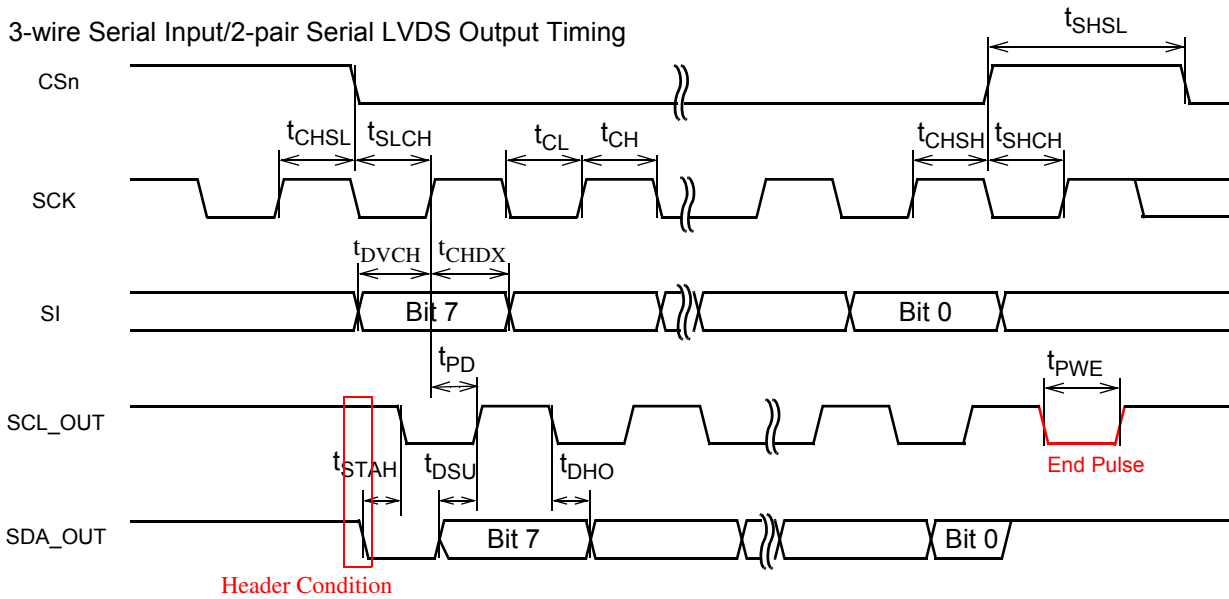 3-wire Serial Input/2-pair Serial LVDS Output Timing
tSHSL
CSn
tCHSL tSLCH tCL tCH tCHSH tSHCH
SCK
tDVCH tCHDX
SI Bit 7 Bit 0
tPD tPWE
SCL_OUT
End Pulse
tSTAH tDSU tDHO
SDA_OUT Bit 7 Bit 0
Header Condition